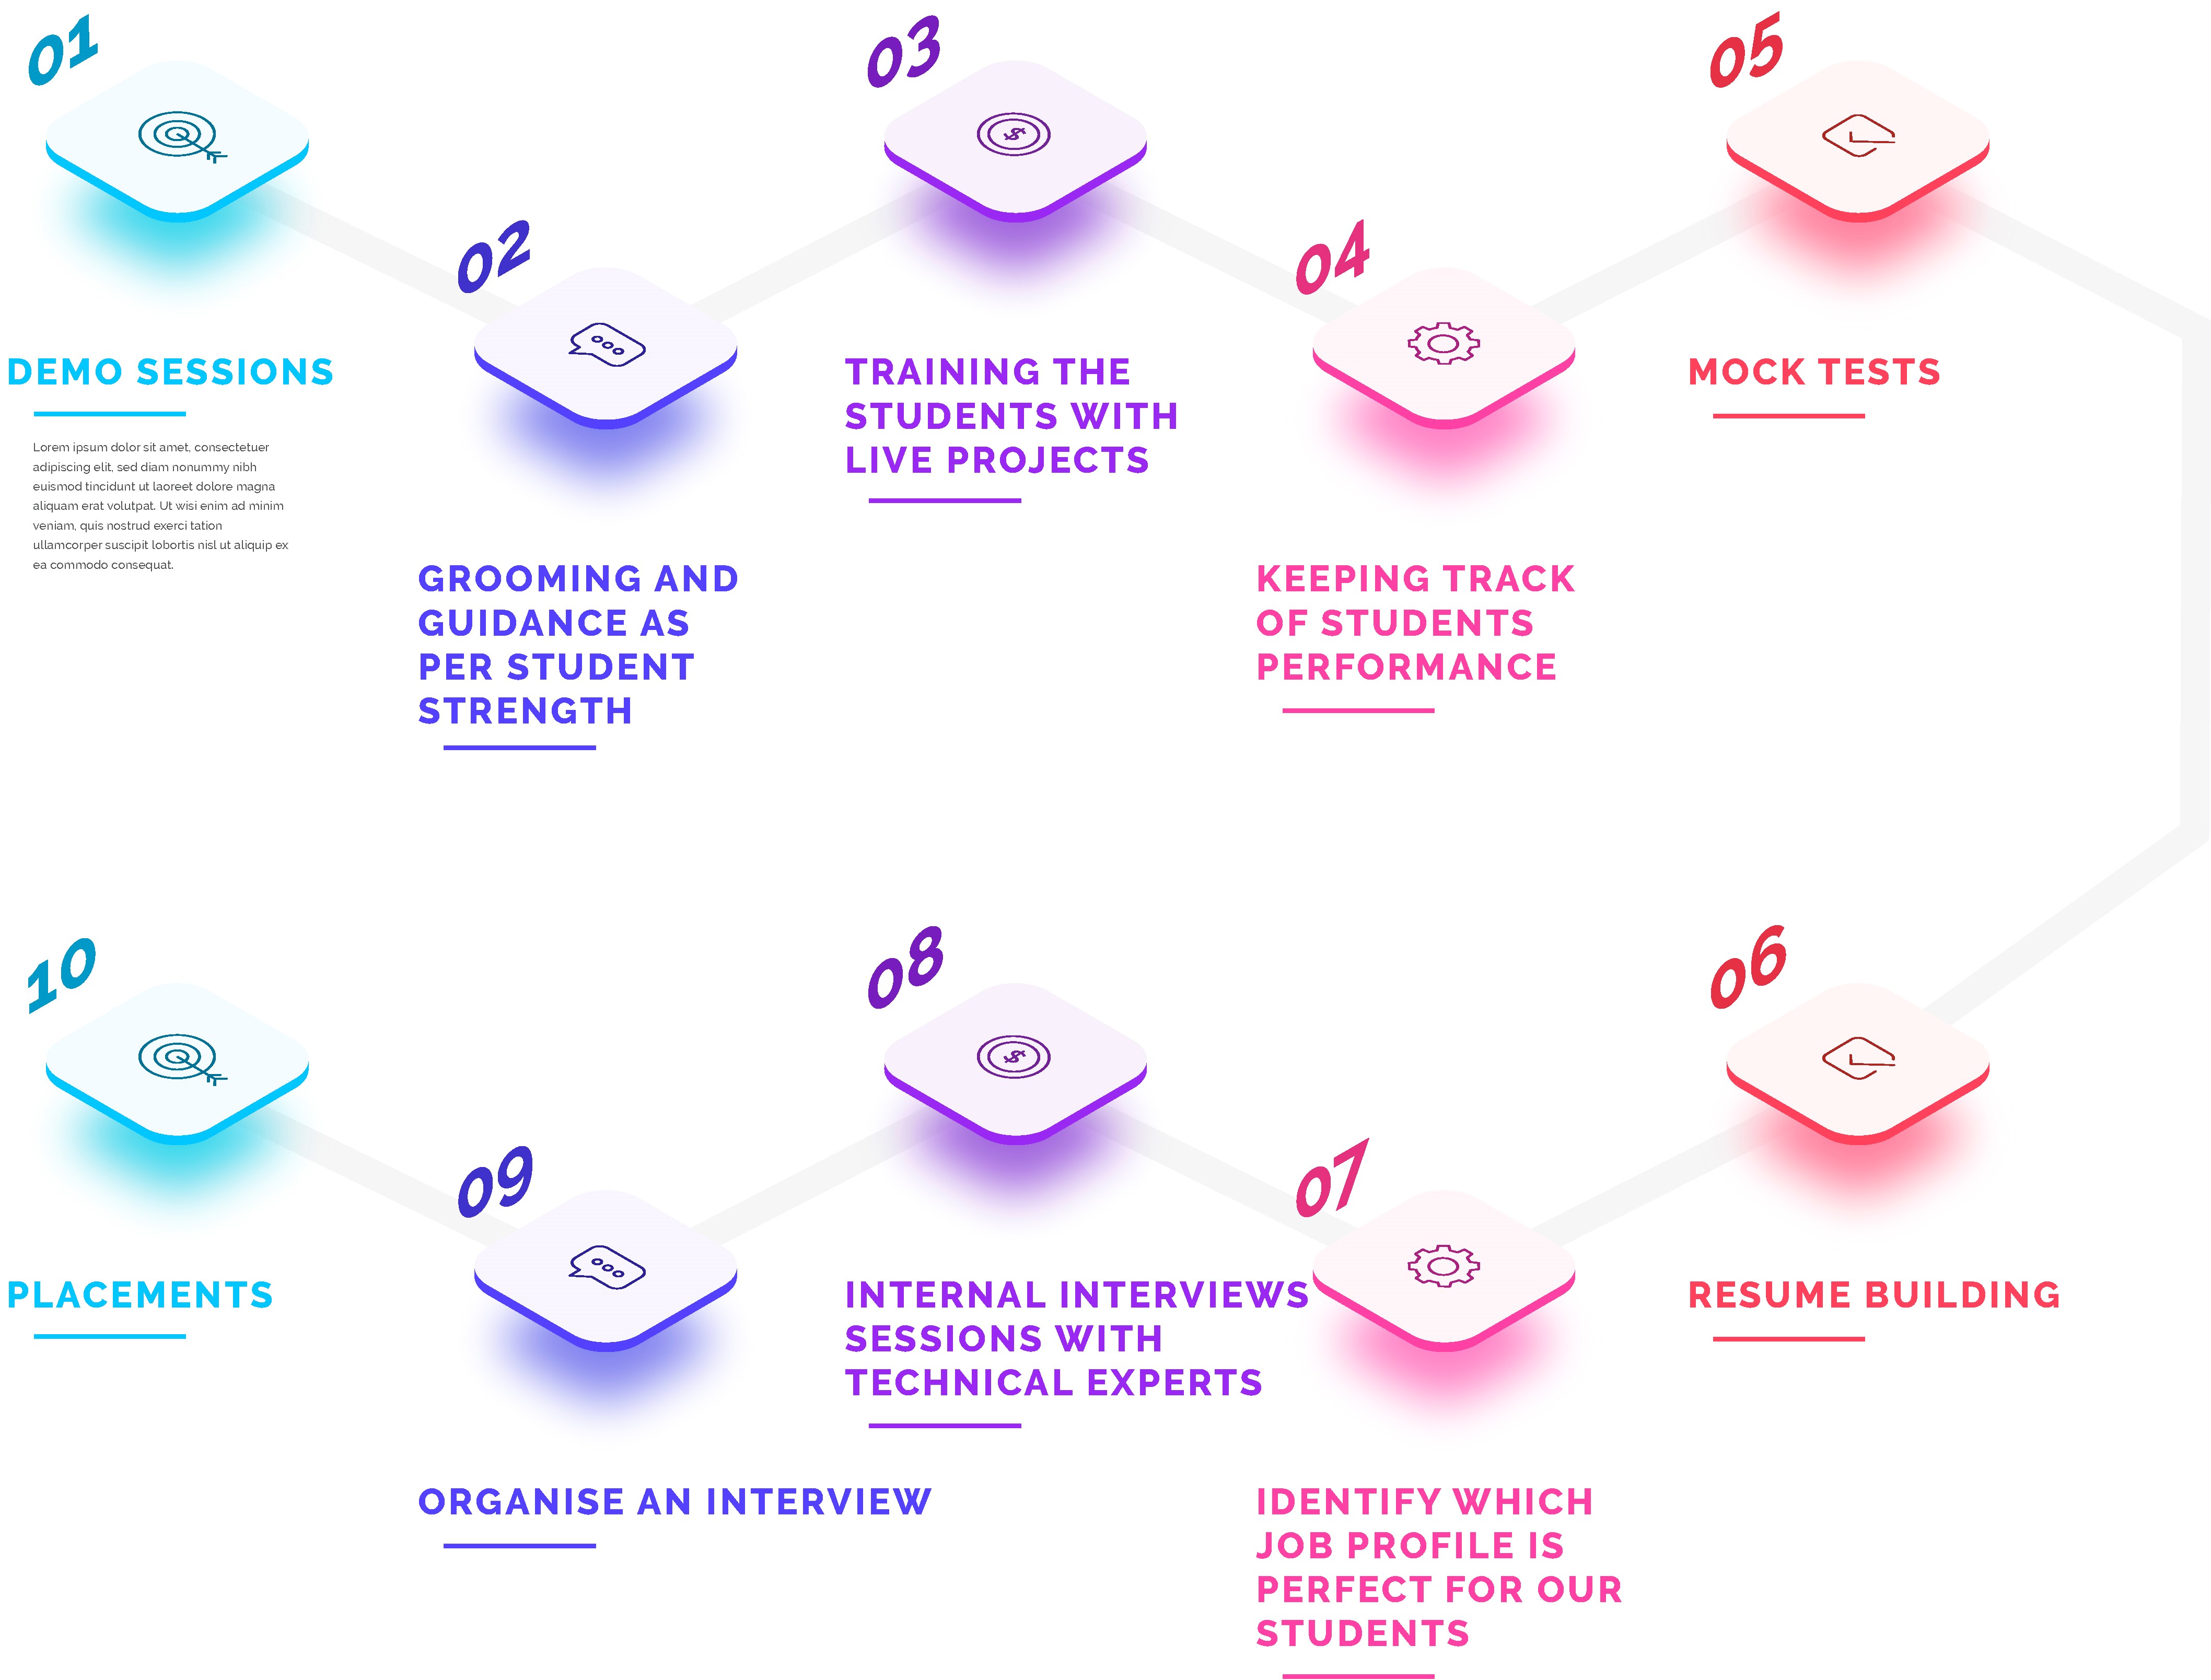 01
DEMO SESSIONS
Lorem ipsum dolor sit amet, consectetuer
adipiscing elit, sed diam nonummy nibh
euismod tincidunt ut laoreet dolore magna
aliquam erat volutpat. Ut wisi enim ad minim
veniam, quis nostrud exerci tation
ullamcorper suscipit lobortis nisl ut aliquip ex
ea commodo consequat.
02
GROOMING AND
GUIDANCE AS
PER STUDENT
STRENGTH
03
$
TRAINING THE
STUDENTS WITH
LIVE PROJECTS
04
KEEPING TRACK
OF STUDENTS
PERFORMANCE
05
MOCK TESTS
06
RESUME BUILDING
07
IDENTIFY WHICH
JOB PROFILE IS
PERFECT FOR OUR
STUDENTS
08
$
INTERNAL INTERVIEWS
SESSIONS WITH
TECHNICAL EXPERTS
09
ORGANISE AN INTERVIEW
10
PLACEMENTS